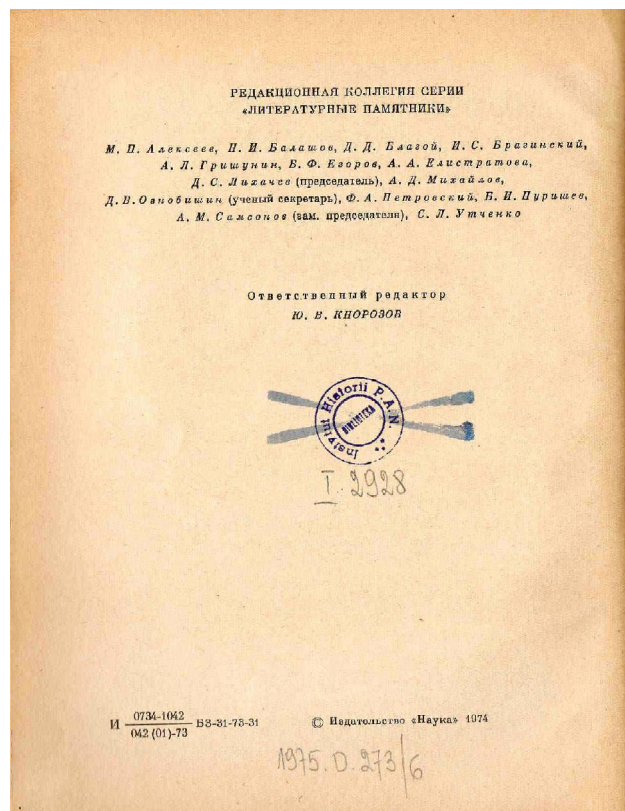 РЕДАКЦИОННАЯ КОЛЛЕГИЯ СЕРИИ
«ЛИТЕРАТУРНЫЕ ПАМЯТНИКИ»
М. П. Алексеев, Н. И. Балашов, Д. Д. Благой, И. С. Брагинский,
А. Л. Гришунин, Б. Ф. Егоров, А. А. Елистратова,
Д. С. Лихачев (председатель), А. Д. Михайлов,
Д. В. Ознобишин (ученый секретарь), Ф. А. Петровский, Б. И. Пуришев,
А. М. Самсонов (зам. председателя), С. Л. Утченко
Ответственный редактор
Ю. В. КНОРОЗОВ
Instytut Historii P.A.N.
BIBLIOTEKA
I. 2928
И 0734-1042
042 (01)-73 БЗ-31-73-31
© Издательство «Наука» 1974
1975.D.273/6